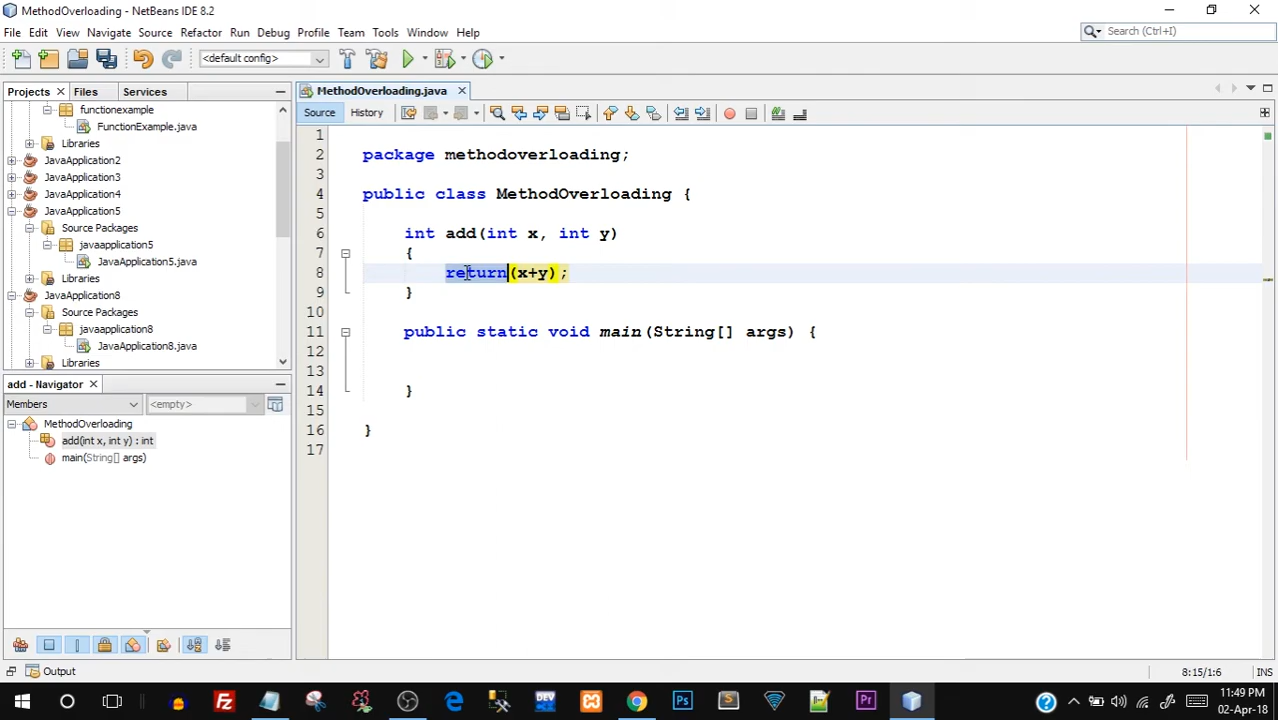 MethodOverloading - NetBeans IDE 8.2
File Edit View Navigate Source Refactor Run Debug Profile Team Tools Window Help
Search (Ctrl+I)
<default config>
Projects Files Services
functionexample
FunctionExample.java
Libraries
JavaApplication2
JavaApplication3
JavaApplication4
JavaApplication5
Source Packages
javaapplication5
JavaApplication5.java
Libraries
JavaApplication8
Source Packages
javaapplication8
JavaApplication8.java
Libraries
add - Navigator
Members <empty>
MethodOverloading
add(int x, int y) : int
main(String[] args)
MethodOverloading.java
Source History
1
2 package methodoverloading;
3
4 public class MethodOverloading {
5
6 int add(int x, int y)
7 {
8 return(x+y);
9 }
10
11 public static void main(String[] args) {
12
13
14 }
15
16 }
17
Output
8:15/1:6 INS
DEV
Ps
S
Pr
11:49 PM
02-Apr-18